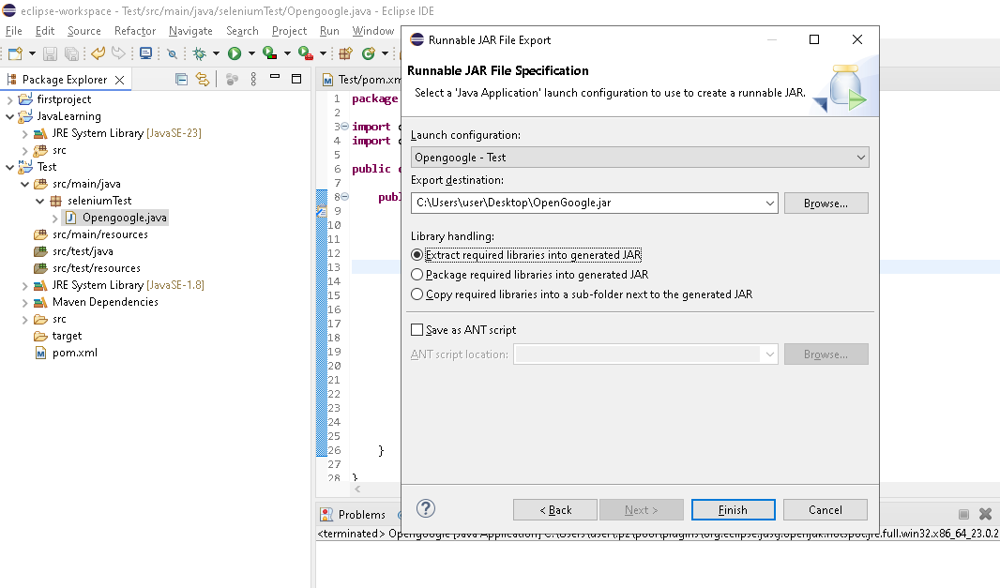 eclipse-workspace - Test/src/main/java/seleniumTest/Opengoogle.java - Eclipse IDE
File Edit Source Refactor Navigate Search Project Run Window
Package Explorer
firstproject
JavaLearning
JRE System Library [JavaSE-23]
src
Test
src/main/java
seleniumTest
Opengoogle.java
src/main/resources
src/test/java
src/test/resources
JRE System Library [JavaSE-1.8]
Maven Dependencies
src
target
pom.xml
Test/pom.xm
1 package
2
3 import
4 import
5
6 public
7
8 publ
9
10
11
12
13
14
15
16
17
18
19
20
21
22
23
24
25
26 }
27
28 }
Runnable JAR File Export
Runnable JAR File Specification
Select a 'Java Application' launch configuration to use to create a runnable JAR.
Launch configuration:
Opengoogle - Test
Export destination:
C:\Users\user\Desktop\OpenGoogle.jar
Browse...
Library handling:
Extract required libraries into generated JAR
Package required libraries into generated JAR
Copy required libraries into a sub-folder next to the generated JAR
Save as ANT script
ANT script location:
Browse...
? < Back Next > Finish Cancel
Problems
<terminated> Opengoogle [Java Application] C:\Users\user\.p2\pool\plugins\org.eclipse.justj.openjdk.hotspot.jre.full.win32.x86_64_23.0.2